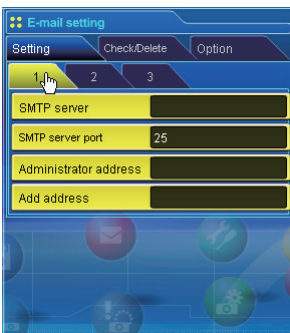 E-mail setting
Setting Check/Delete Option
1 2 3
SMTP server
SMTP server port 25
Administrator address
Add address